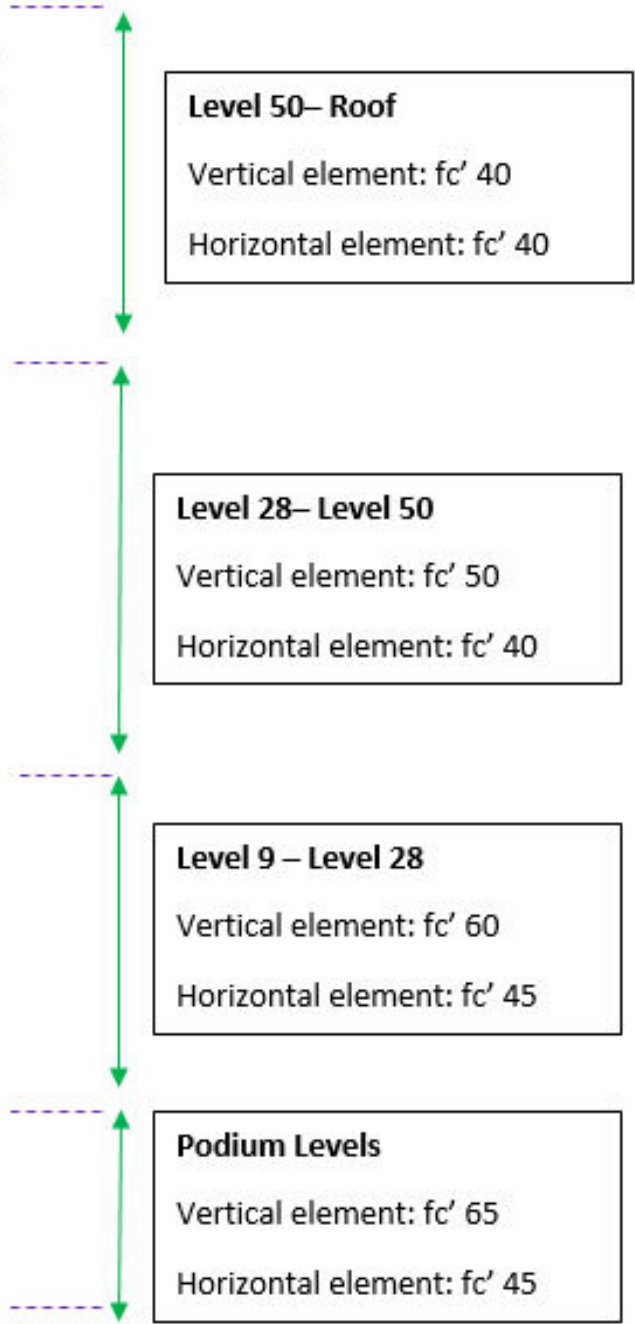 Level 50– Roof
Vertical element: fc’ 40
Horizontal element: fc’ 40
Level 28– Level 50
Vertical element: fc’ 50
Horizontal element: fc’ 40
Level 9 – Level 28
Vertical element: fc’ 60
Horizontal element: fc’ 45
Podium Levels
Vertical element: fc’ 65
Horizontal element: fc’ 45